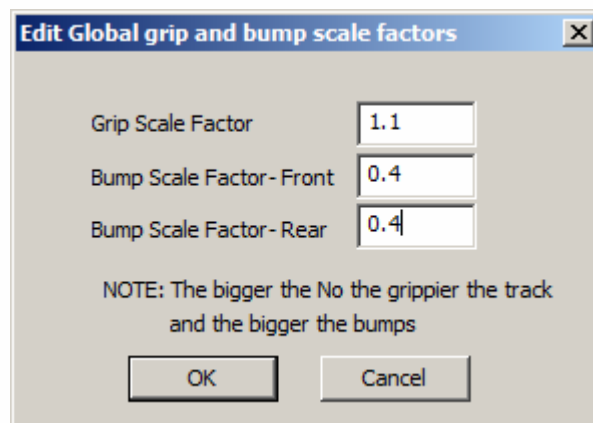 Edit Global grip and bump scale factors
Grip Scale Factor 1.1
Bump Scale Factor- Front 0.4
Bump Scale Factor- Rear 0.4
NOTE: The bigger the No the grippier the track
and the bigger the bumps
OK Cancel